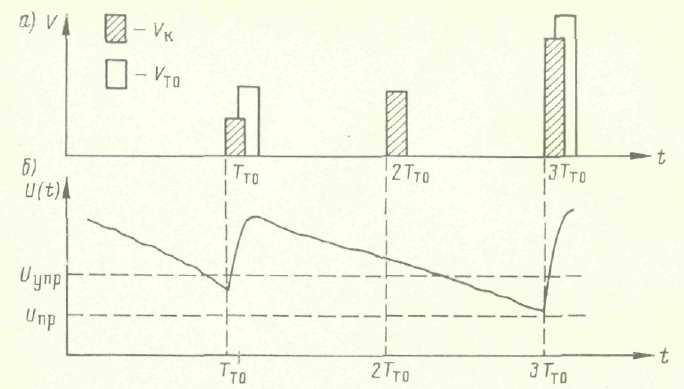 а) V
– Vк
– VТО
TТО 2TТО 3TТО t
б)
U(t)
Uупр
Uпр
TТО 2TТО 3TТО t